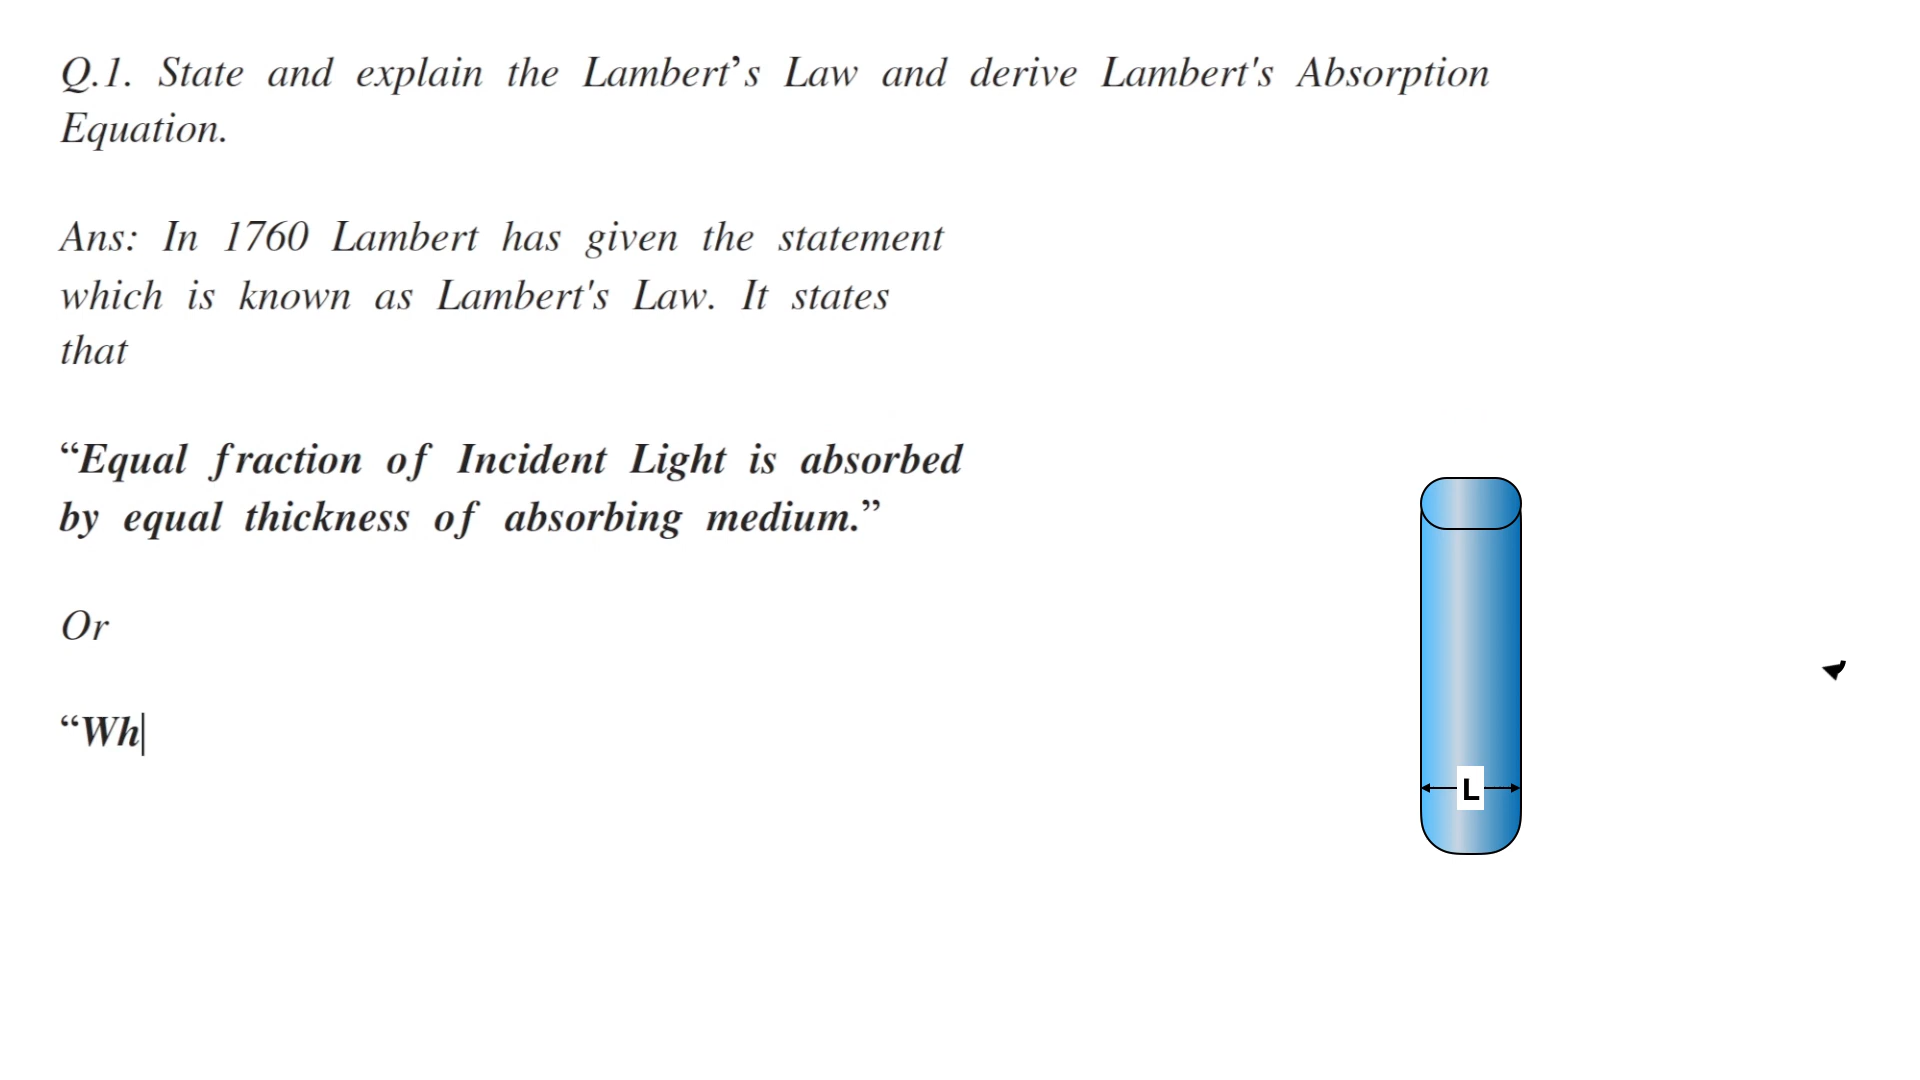 Q.1. State and explain the Lambert’s Law and derive Lambert's Absorption
Equation.
Ans: In 1760 Lambert has given the statement
which is known as Lambert's Law. It states
that
“Equal fraction of Incident Light is absorbed
by equal thickness of absorbing medium.”
Or
“Wh
L